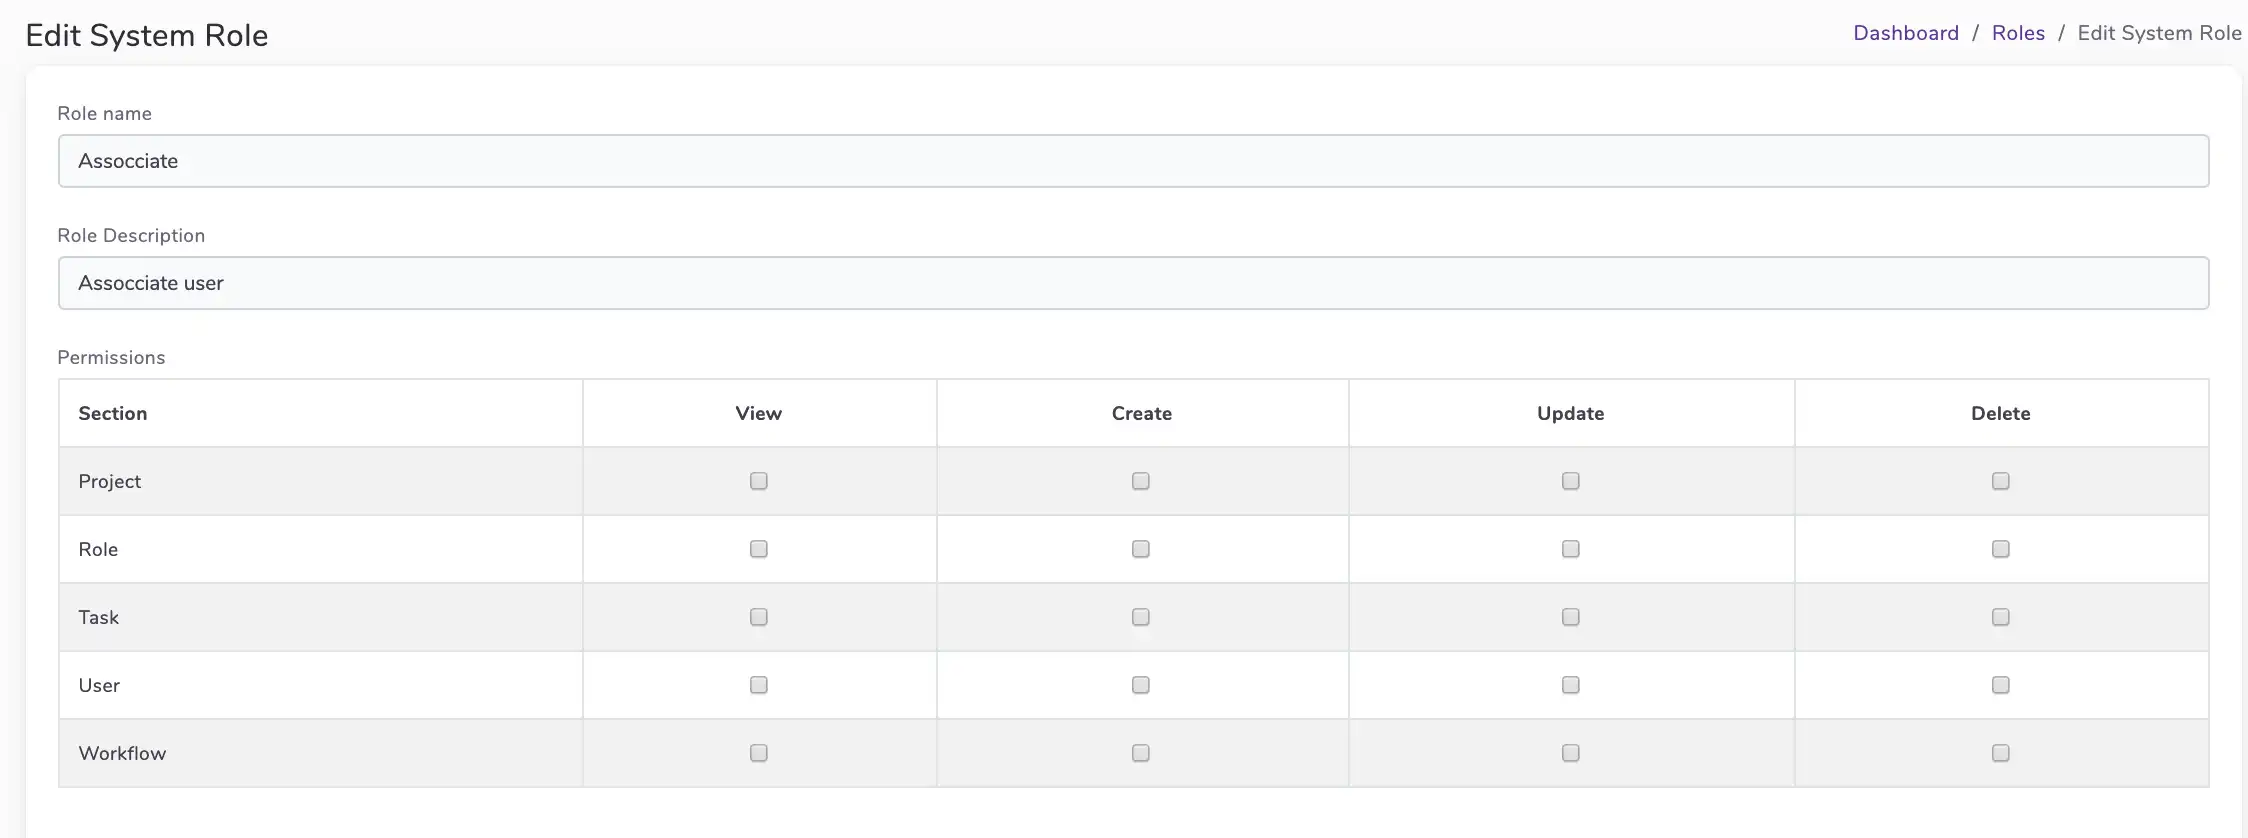 Edit System Role
Dashboard / Roles / Edit System Role
Role name
Assocciate
Role Description
Assocciate user
Permissions
Section View Create Update Delete
Project
Role
Task
User
Workflow